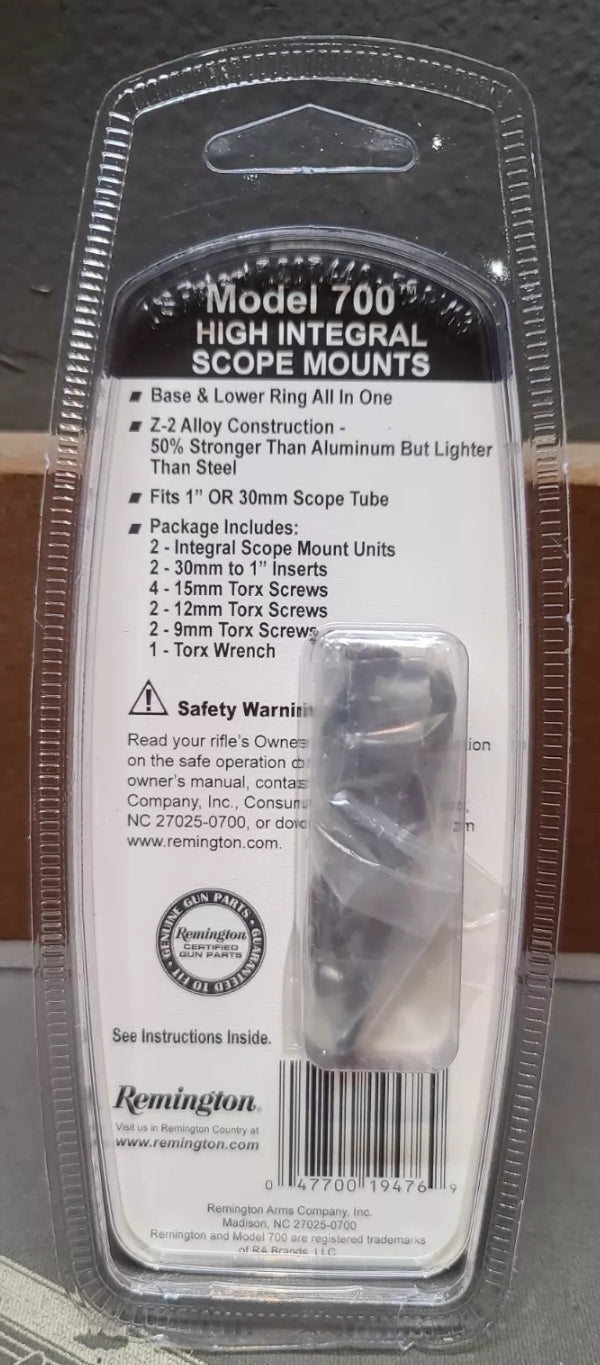 Model 700
HIGH INTEGRAL
SCOPE MOUNTS
Base & Lower Ring All In One
Z-2 Alloy Construction -
50% Stronger Than Aluminum But Lighter
Than Steel
Fits 1” OR 30mm Scope Tube
Package Includes:
2 - Integral Scope Mount Units
2 - 30mm to 1” Inserts
4 - 15mm Torx Screws
2 - 12mm Torx Screws
2 - 9mm Torx Screws
1 - Torx Wrench
Safety
Read your rifle’s
on the safe operation
owner’s manual,
Company, Inc.,
NC 27025-0700, or
www.remington.com.
GENUINE GUN PARTS • GUARANTEED TO FIT •
Remington
CERTIFIED
GUN PARTS
See Instructions Inside.
Remington®
Visit us in Remington Country at
www.remington.com
0 47700 19476 9
Remington Arms Company, Inc.
Madison, NC 27025-0700
Remington and Model 700 are registered trademarks
of RA Brands, LLC